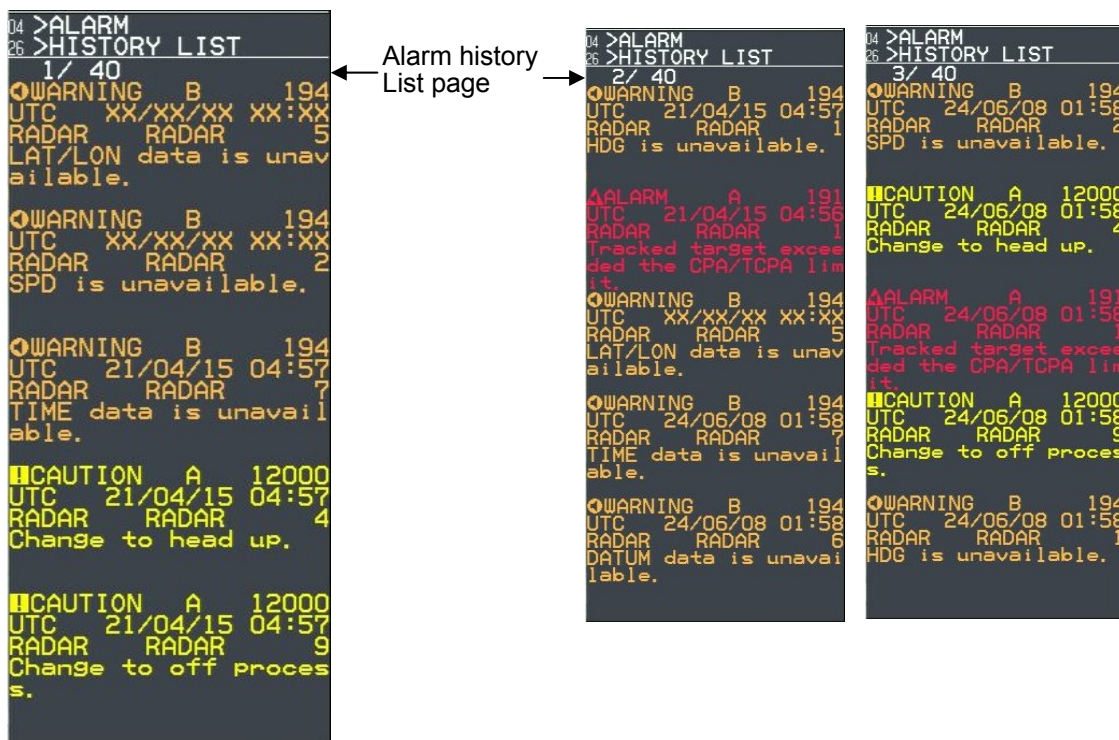 04 >ALARM
26 >HISTORY LIST
1/ 40
WARNING B 194
UTC XX/XX/XX XX:XX
RADAR RADAR 5
LAT/LON data is unav
ailable.
WARNING B 194
UTC XX/XX/XX XX:XX
RADAR RADAR 2
SPD is unavailable.
WARNING B 194
UTC 21/04/15 04:57
RADAR RADAR 7
TIME data is unavail
able.
CAUTION A 12000
UTC 21/04/15 04:57
RADAR RADAR 4
Change to head up.
CAUTION A 12000
UTC 21/04/15 04:57
RADAR RADAR 9
Change to off proces
s.
Alarm history
List page
04 >ALARM
26 >HISTORY LIST
2/ 40
WARNING B 194
UTC 21/04/15 04:57
RADAR RADAR 1
HDG is unavailable.
ALARM A 191
UTC 21/04/15 04:56
RADAR RADAR 1
Tracked target excee
ded the CPA/TCPA lim
it.
WARNING B 194
UTC XX/XX/XX XX:XX
RADAR RADAR 5
LAT/LON data is unav
ailable.
WARNING B 194
UTC 24/06/08 01:58
RADAR RADAR 7
TIME data is unavail
able.
WARNING B 194
UTC 24/06/08 01:58
RADAR RADAR 6
DATUM data is unavai
lable.
04 >ALARM
26 >HISTORY LIST
3/ 40
WARNING B 194
UTC 24/06/08 01:58
RADAR RADAR 2
SPD is unavailable.
CAUTION A 12000
UTC 24/06/08 01:58
RADAR RADAR 4
Change to head up.
ALARM A 191
UTC 24/06/08 01:58
RADAR RADAR 1
Tracked target excee
ded the CPA/TCPA lim
it.
CAUTION A 12000
UTC 24/06/08 01:58
RADAR RADAR 9
Change to off proces
s.
WARNING B 194
UTC 24/06/08 01:58
RADAR RADAR 1
HDG is unavailable.